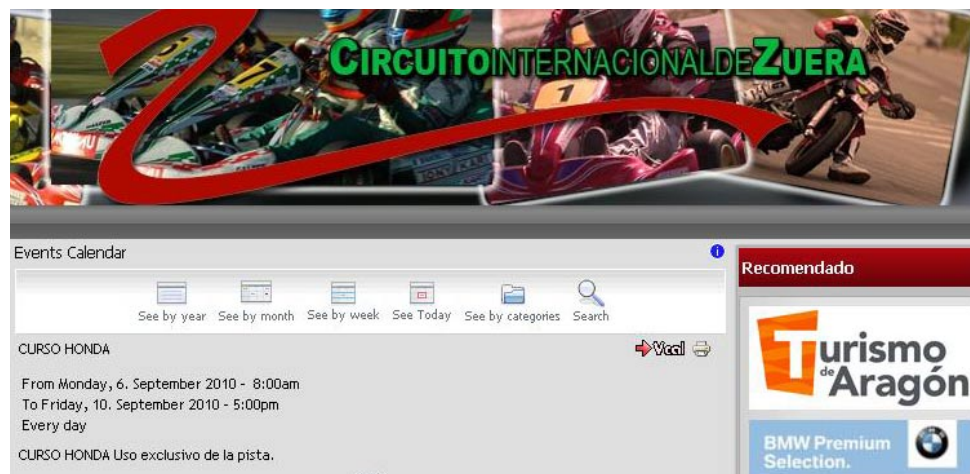 CIRCUITOINTERNACIONALDEZUERA
1
7
Events Calendar
See by year See by month See by week See Today See by categories Search
CURSO HONDA
Vcal
From Monday, 6. September 2010 - 8:00am
To Friday, 10. September 2010 - 5:00pm
Every day
CURSO HONDA Uso exclusivo de la pista.
Recomendado
Turismo
de Aragón
BMW Premium
Selection.